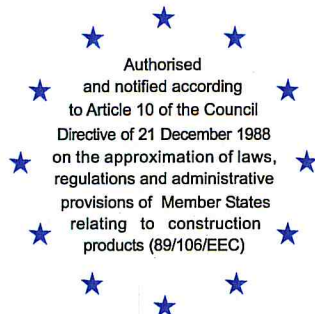 Authorised
and notified according
to Article 10 of the Council
Directive of 21 December 1988
on the approximation of laws,
regulations and administrative
provisions of Member States
relating to construction
products (89/106/EEC)